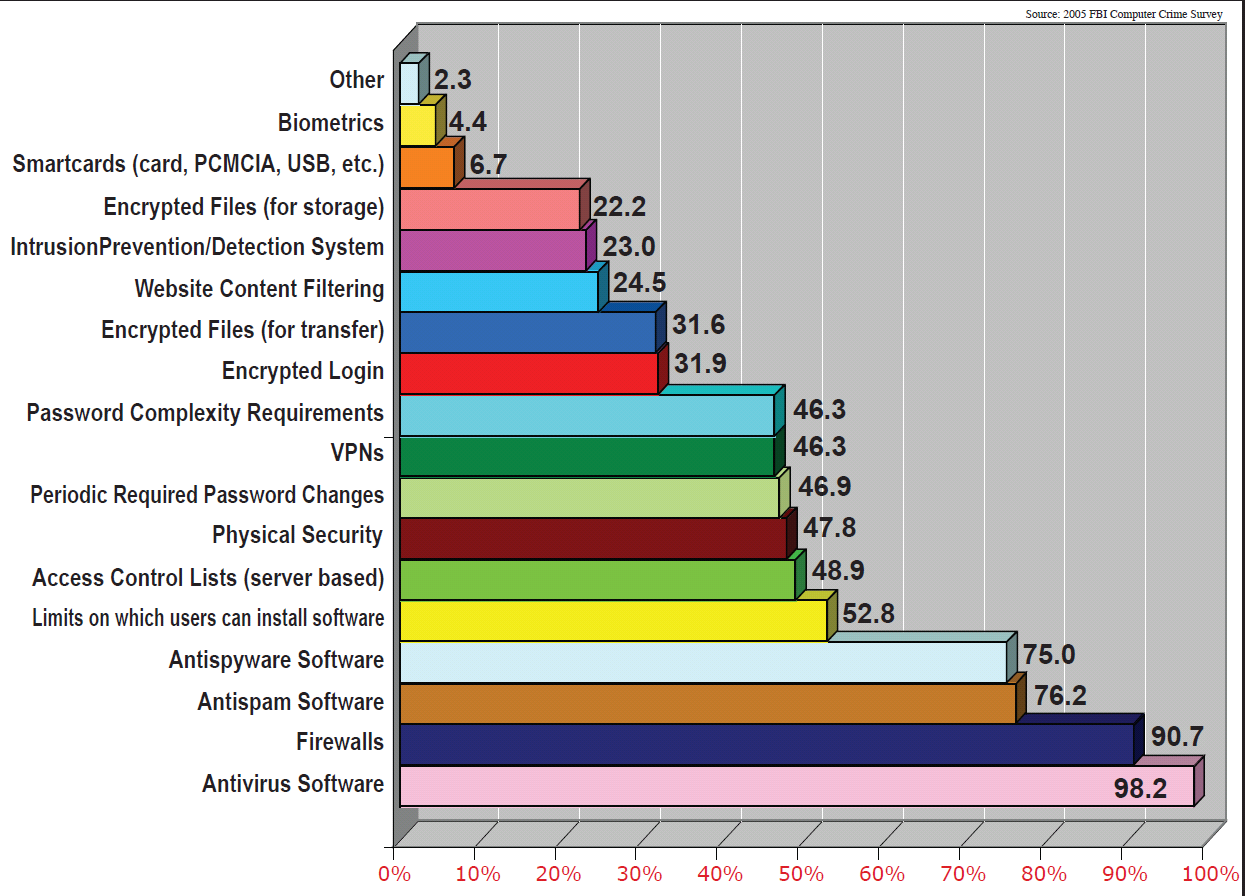 Source: 2005 FBI Computer Crime Survey
Other 2.3
Biometrics 4.4
Smartcards (card, PCMCIA, USB, etc.) 6.7
Encrypted Files (for storage) 22.2
IntrusionPrevention/Detection System 23.0
Website Content Filtering 24.5
Encrypted Files (for transfer) 31.6
Encrypted Login 31.9
Password Complexity Requirements 46.3
VPNs 46.3
Periodic Required Password Changes 46.9
Physical Security 47.8
Access Control Lists (server based) 48.9
Limits on which users can install software 52.8
Antispyware Software 75.0
Antispam Software 76.2
Firewalls 90.7
Antivirus Software 98.2
0% 10% 20% 30% 40% 50% 60% 70% 80% 90% 100%